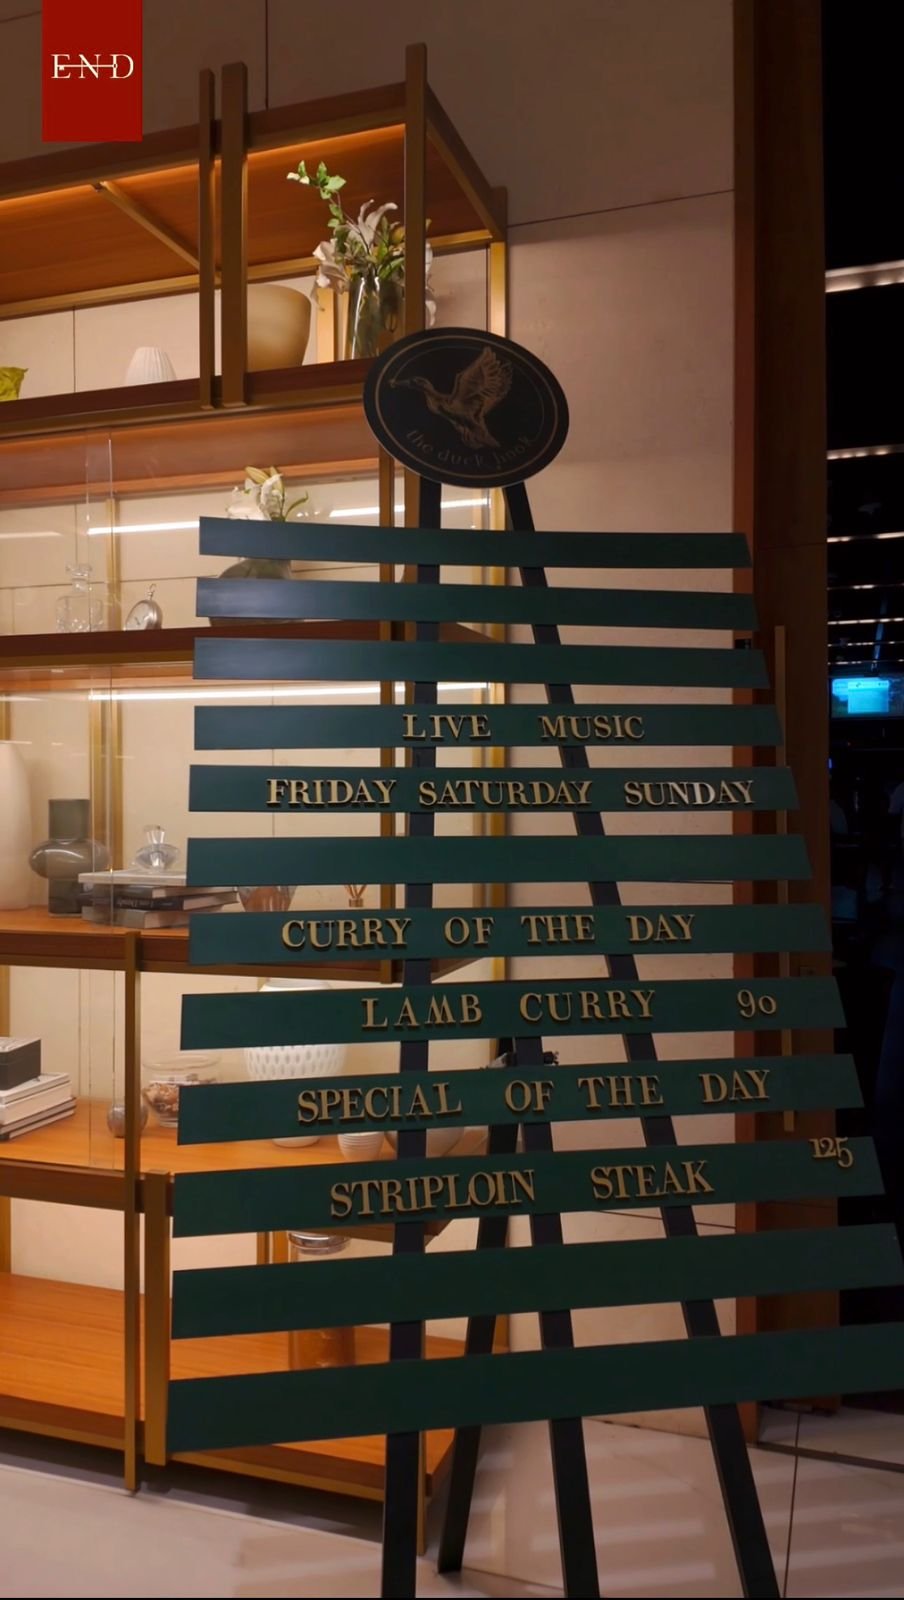 END
the duck hook
LIVE MUSIC
FRIDAY SATURDAY SUNDAY
CURRY OF THE DAY
LAMB CURRY 90
SPECIAL OF THE DAY
STRIPLOIN STEAK 125